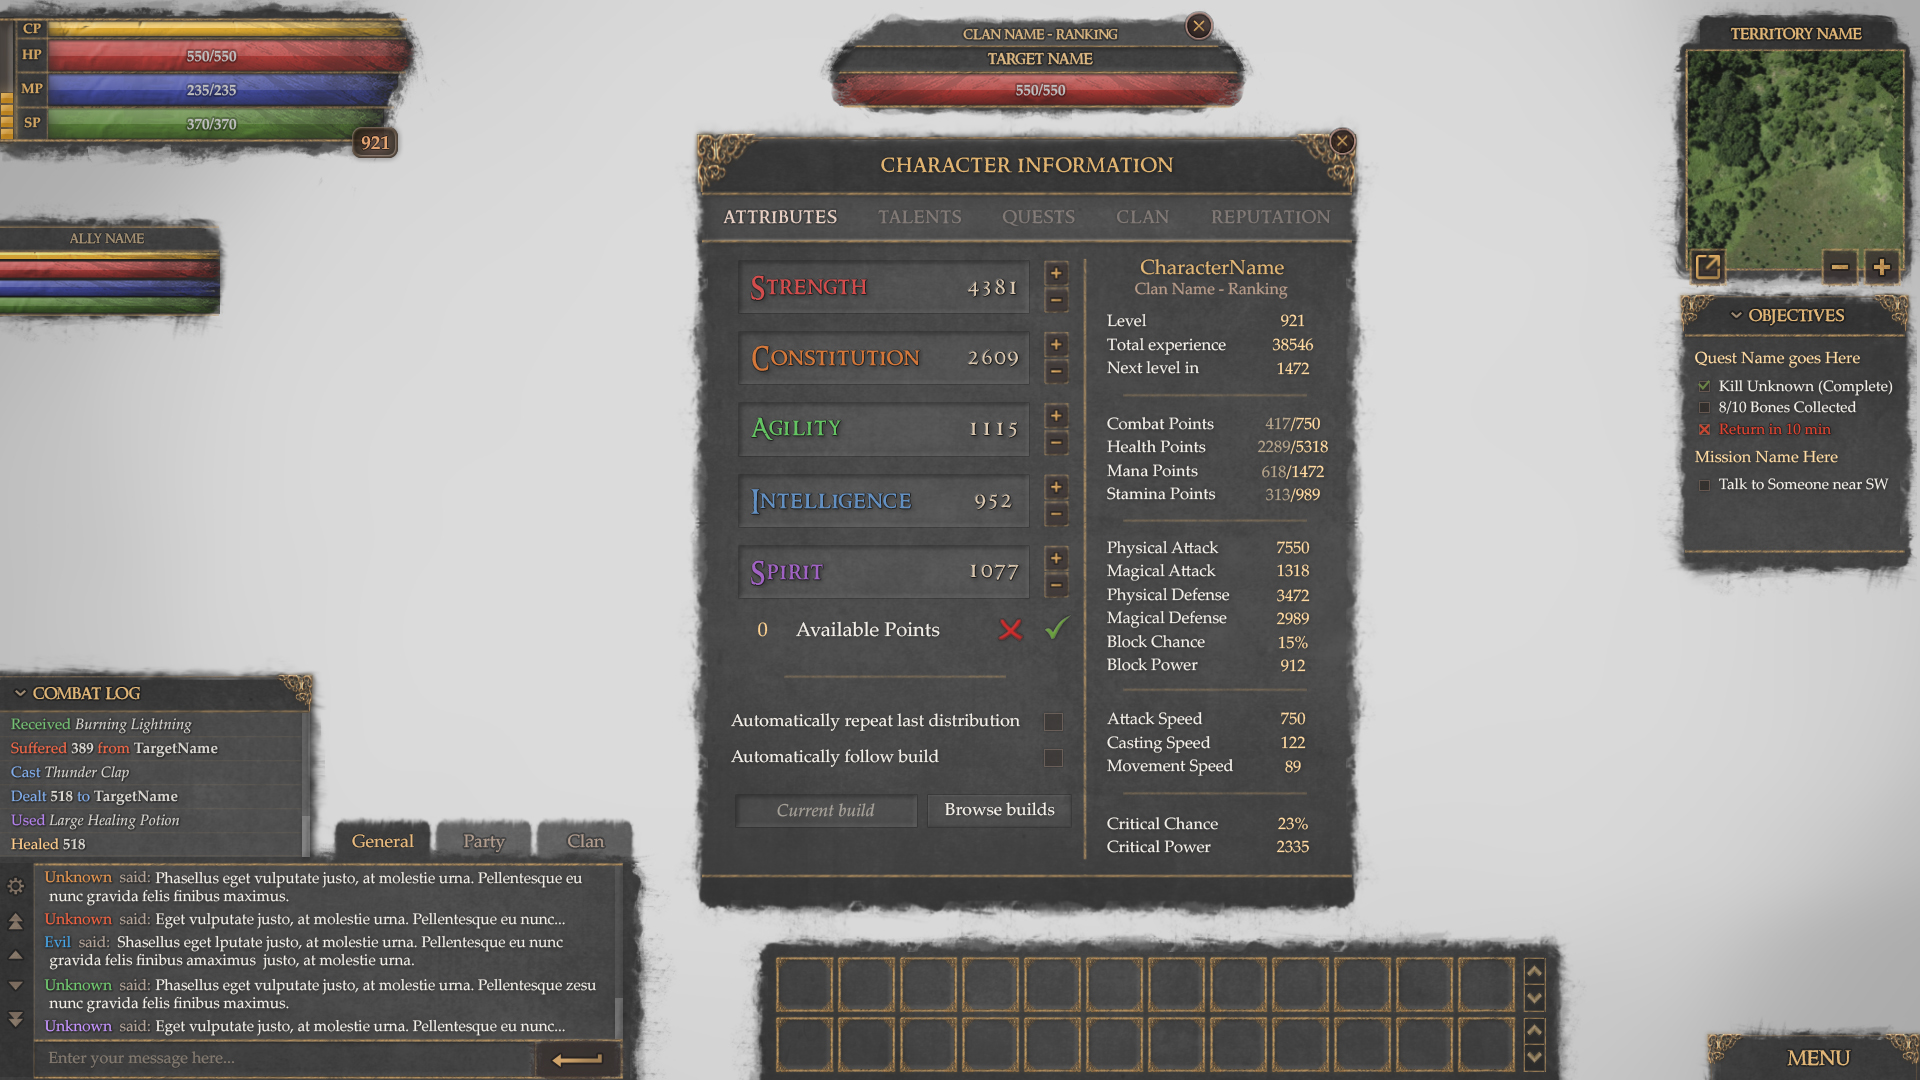 CP
HP 550/550
MP 235/235
SP 370/370
921
ALLY NAME
CLAN NAME - RANKING
TARGET NAME
550/550
TERRITORY NAME
CHARACTER INFORMATION
ATTRIBUTES TALENTS QUESTS CLAN REPUTATION
STRENGTH 4381
CONSTITUTION 2609
AGILITY 1115
INTELLIGENCE 952
SPIRIT 1077
0 Available Points
Automatically repeat last distribution
Automatically follow build
Current build Browse builds
CharacterName
Clan Name - Ranking
Level 921
Total experience 38546
Next level in 1472
Combat Points 417/750
Health Points 2289/5318
Mana Points 618/1472
Stamina Points 313/989
Physical Attack 7550
Magical Attack 1318
Physical Defense 3472
Magical Defense 2989
Block Chance 15%
Block Power 912
Attack Speed 750
Casting Speed 122
Movement Speed 89
Critical Chance 23%
Critical Power 2335
OBJECTIVES
Quest Name goes Here
Kill Unknown (Complete)
8/10 Bones Collected
Return in 10 min
Mission Name Here
Talk to Someone near SW
COMBAT LOG
Received Burning Lightning
Suffered 389 from TargetName
Cast Thunder Clap
Dealt 518 to TargetName
Used Large Healing Potion
Healed 518
General Party Clan
Unknown said: Phasellus eget vulputate justo, at molestie urna. Pellentesque eu
nunc gravida felis finibus maximus.
Unknown said: Eget vulputate justo, at molestie urna. Pellentesque eu nunc...
Evil said: Shasellus eget lputate justo, at molestie urna. Pellentesque eu nunc
gravida felis finibus amaximus justo, at molestie urna.
Unknown said: Phasellus eget vulputate justo, at molestie urna. Pellentesque zesu
nunc gravida felis finibus maximus.
Unknown said: Eget vulputate justo, at molestie urna. Pellentesque eu nunc...
Enter your message here...
MENU